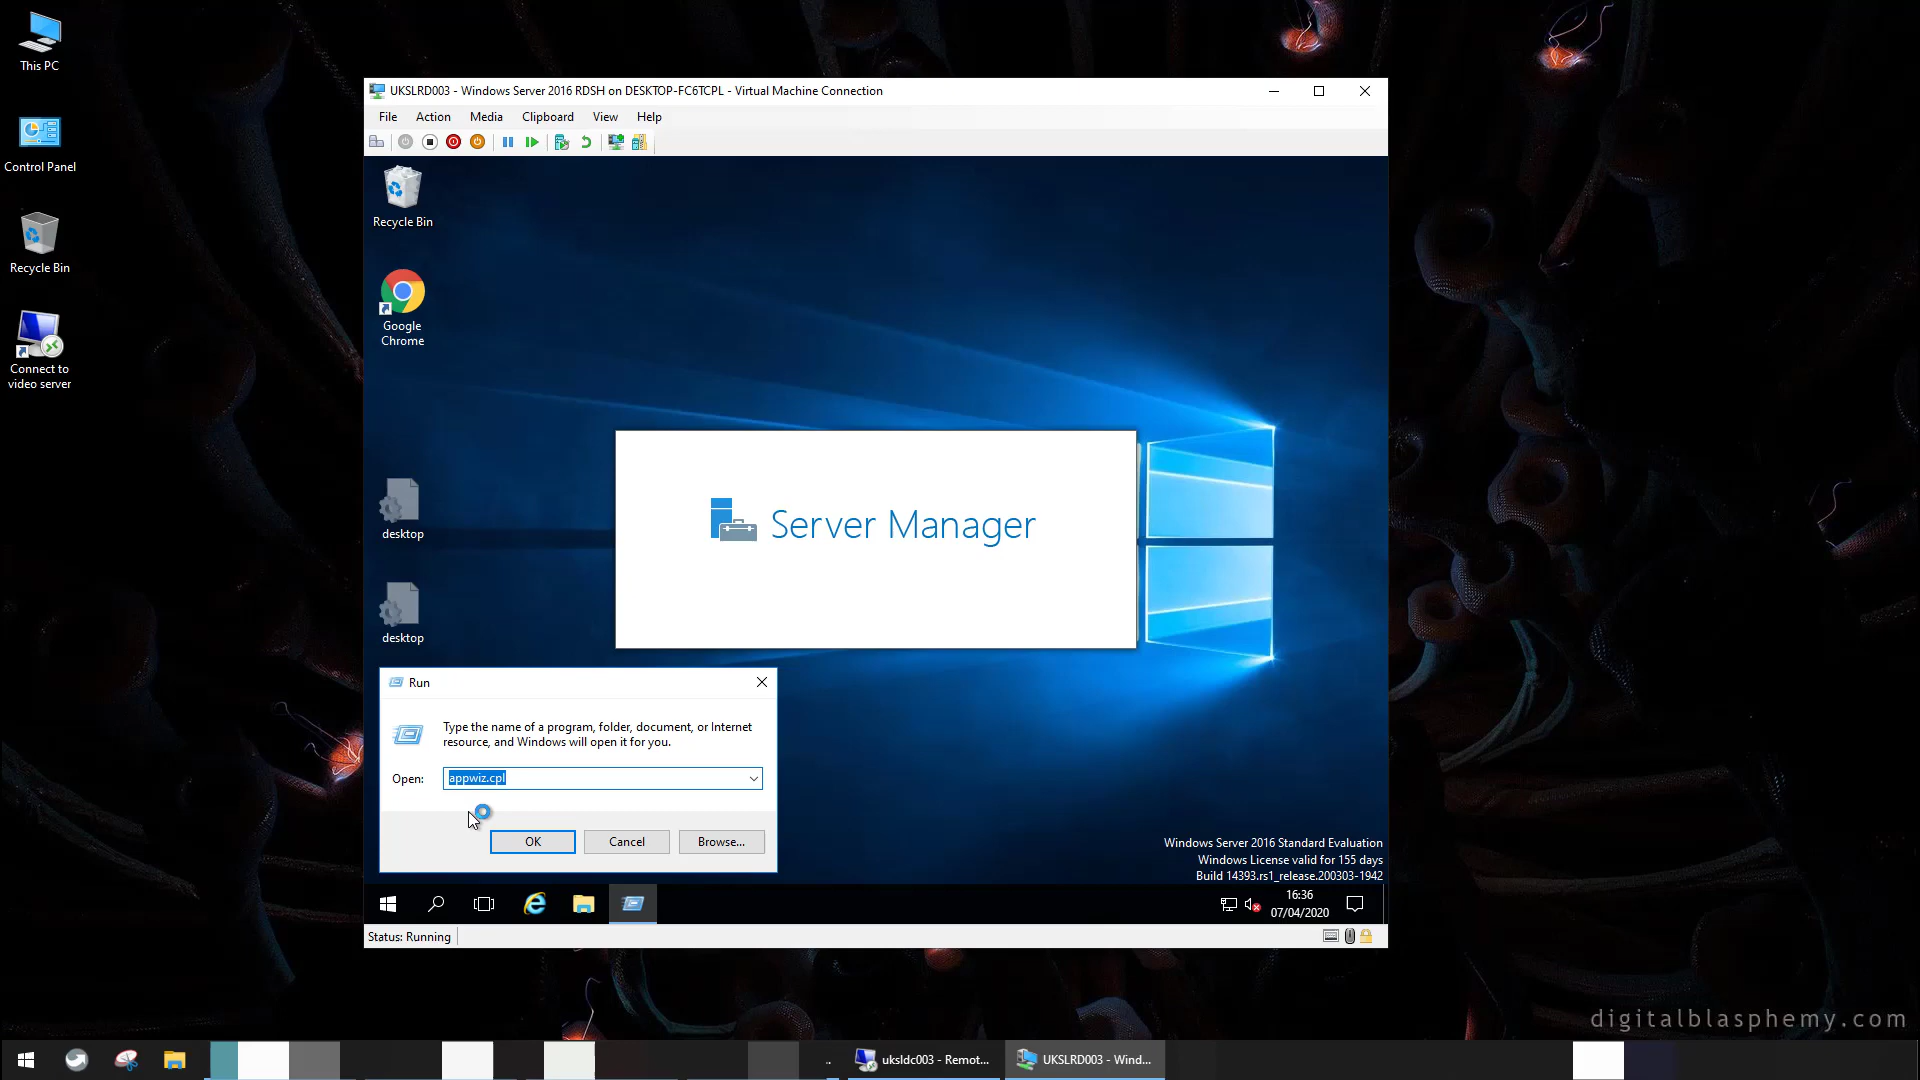 This PC
Control Panel
Recycle Bin
Connect to
video server
UKSLRD003 - Windows Server 2016 RDSH on DESKTOP-FC6TCPL - Virtual Machine Connection
File Action Media Clipboard View Help
Recycle Bin
Google
Chrome
desktop
desktop
Server Manager
Run
Type the name of a program, folder, document, or Internet
resource, and Windows will open it for you.
Open: appwiz.cpl
OK Cancel Browse...
Windows Server 2016 Standard Evaluation
Windows License valid for 155 days
Build 14393.rs1_release.200303-1942
16:36
07/04/2020
Status: Running
digitalblasphemy.com
uksldc003 - Remot...
UKSLRD003 - Wind...